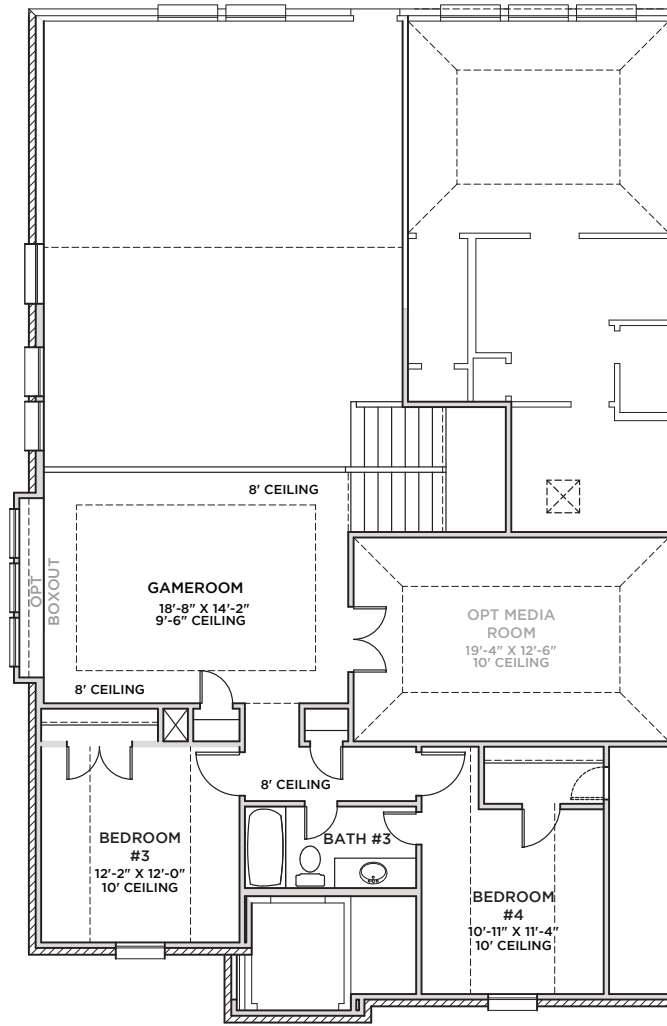 8' CEILING
OPT
BOXOUT
GAMEROOM
18'-8" X 14'-2"
9'-6" CEILING
OPT MEDIA
ROOM
19'-4" X 12'-6"
10' CEILING
8' CEILING
8' CEILING
BEDROOM
#3
12'-2" X 12'-0"
10' CEILING
BATH #3
BEDROOM
#4
10'-11" X 11'-4"
10' CEILING